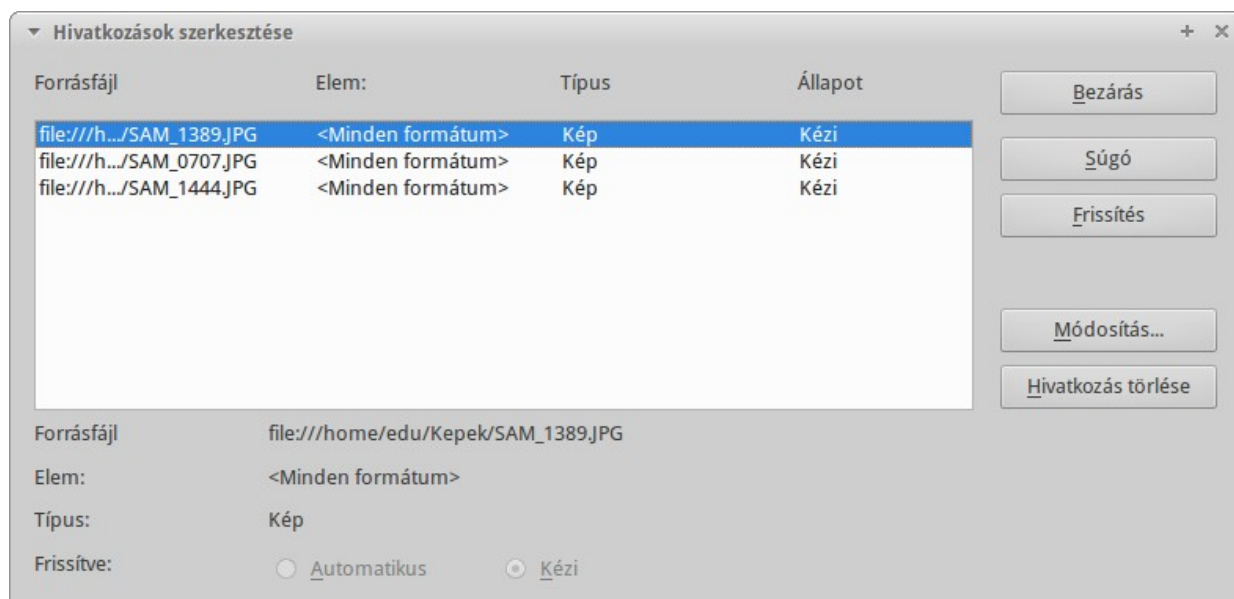 Hivatkozások szerkesztése
Forrásfájl Elem: Típus Állapot
file:///h.../SAM_1389.JPG <Minden formátum> Kép Kézi
file:///h.../SAM_0707.JPG <Minden formátum> Kép Kézi
file:///h.../SAM_1444.JPG <Minden formátum> Kép Kézi
Bezárás
Súgó
Frissítés
Módosítás...
Hivatkozás törlése
Forrásfájl file:///home/edu/Kepek/SAM_1389.JPG
Elem: <Minden formátum>
Típus: Kép
Frissítve: Automatikus Kézi